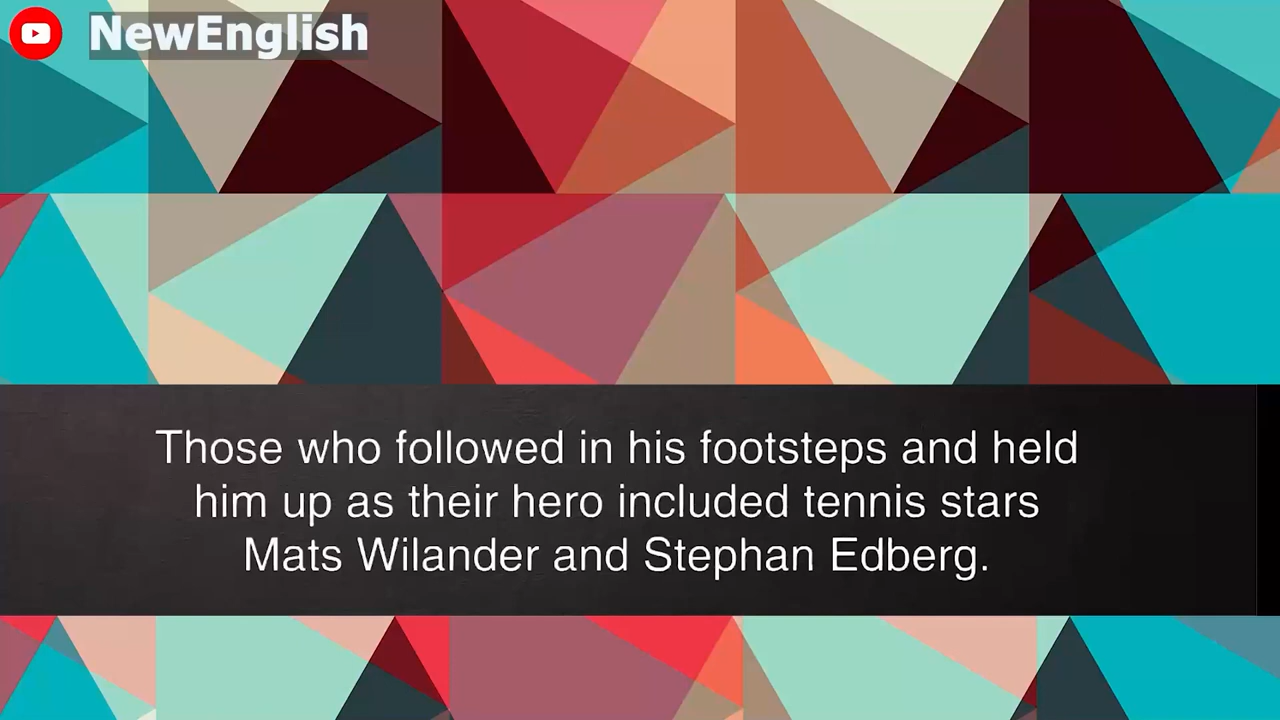 NewEnglish
Those who followed in his footsteps and held
him up as their hero included tennis stars
Mats Wilander and Stephan Edberg.